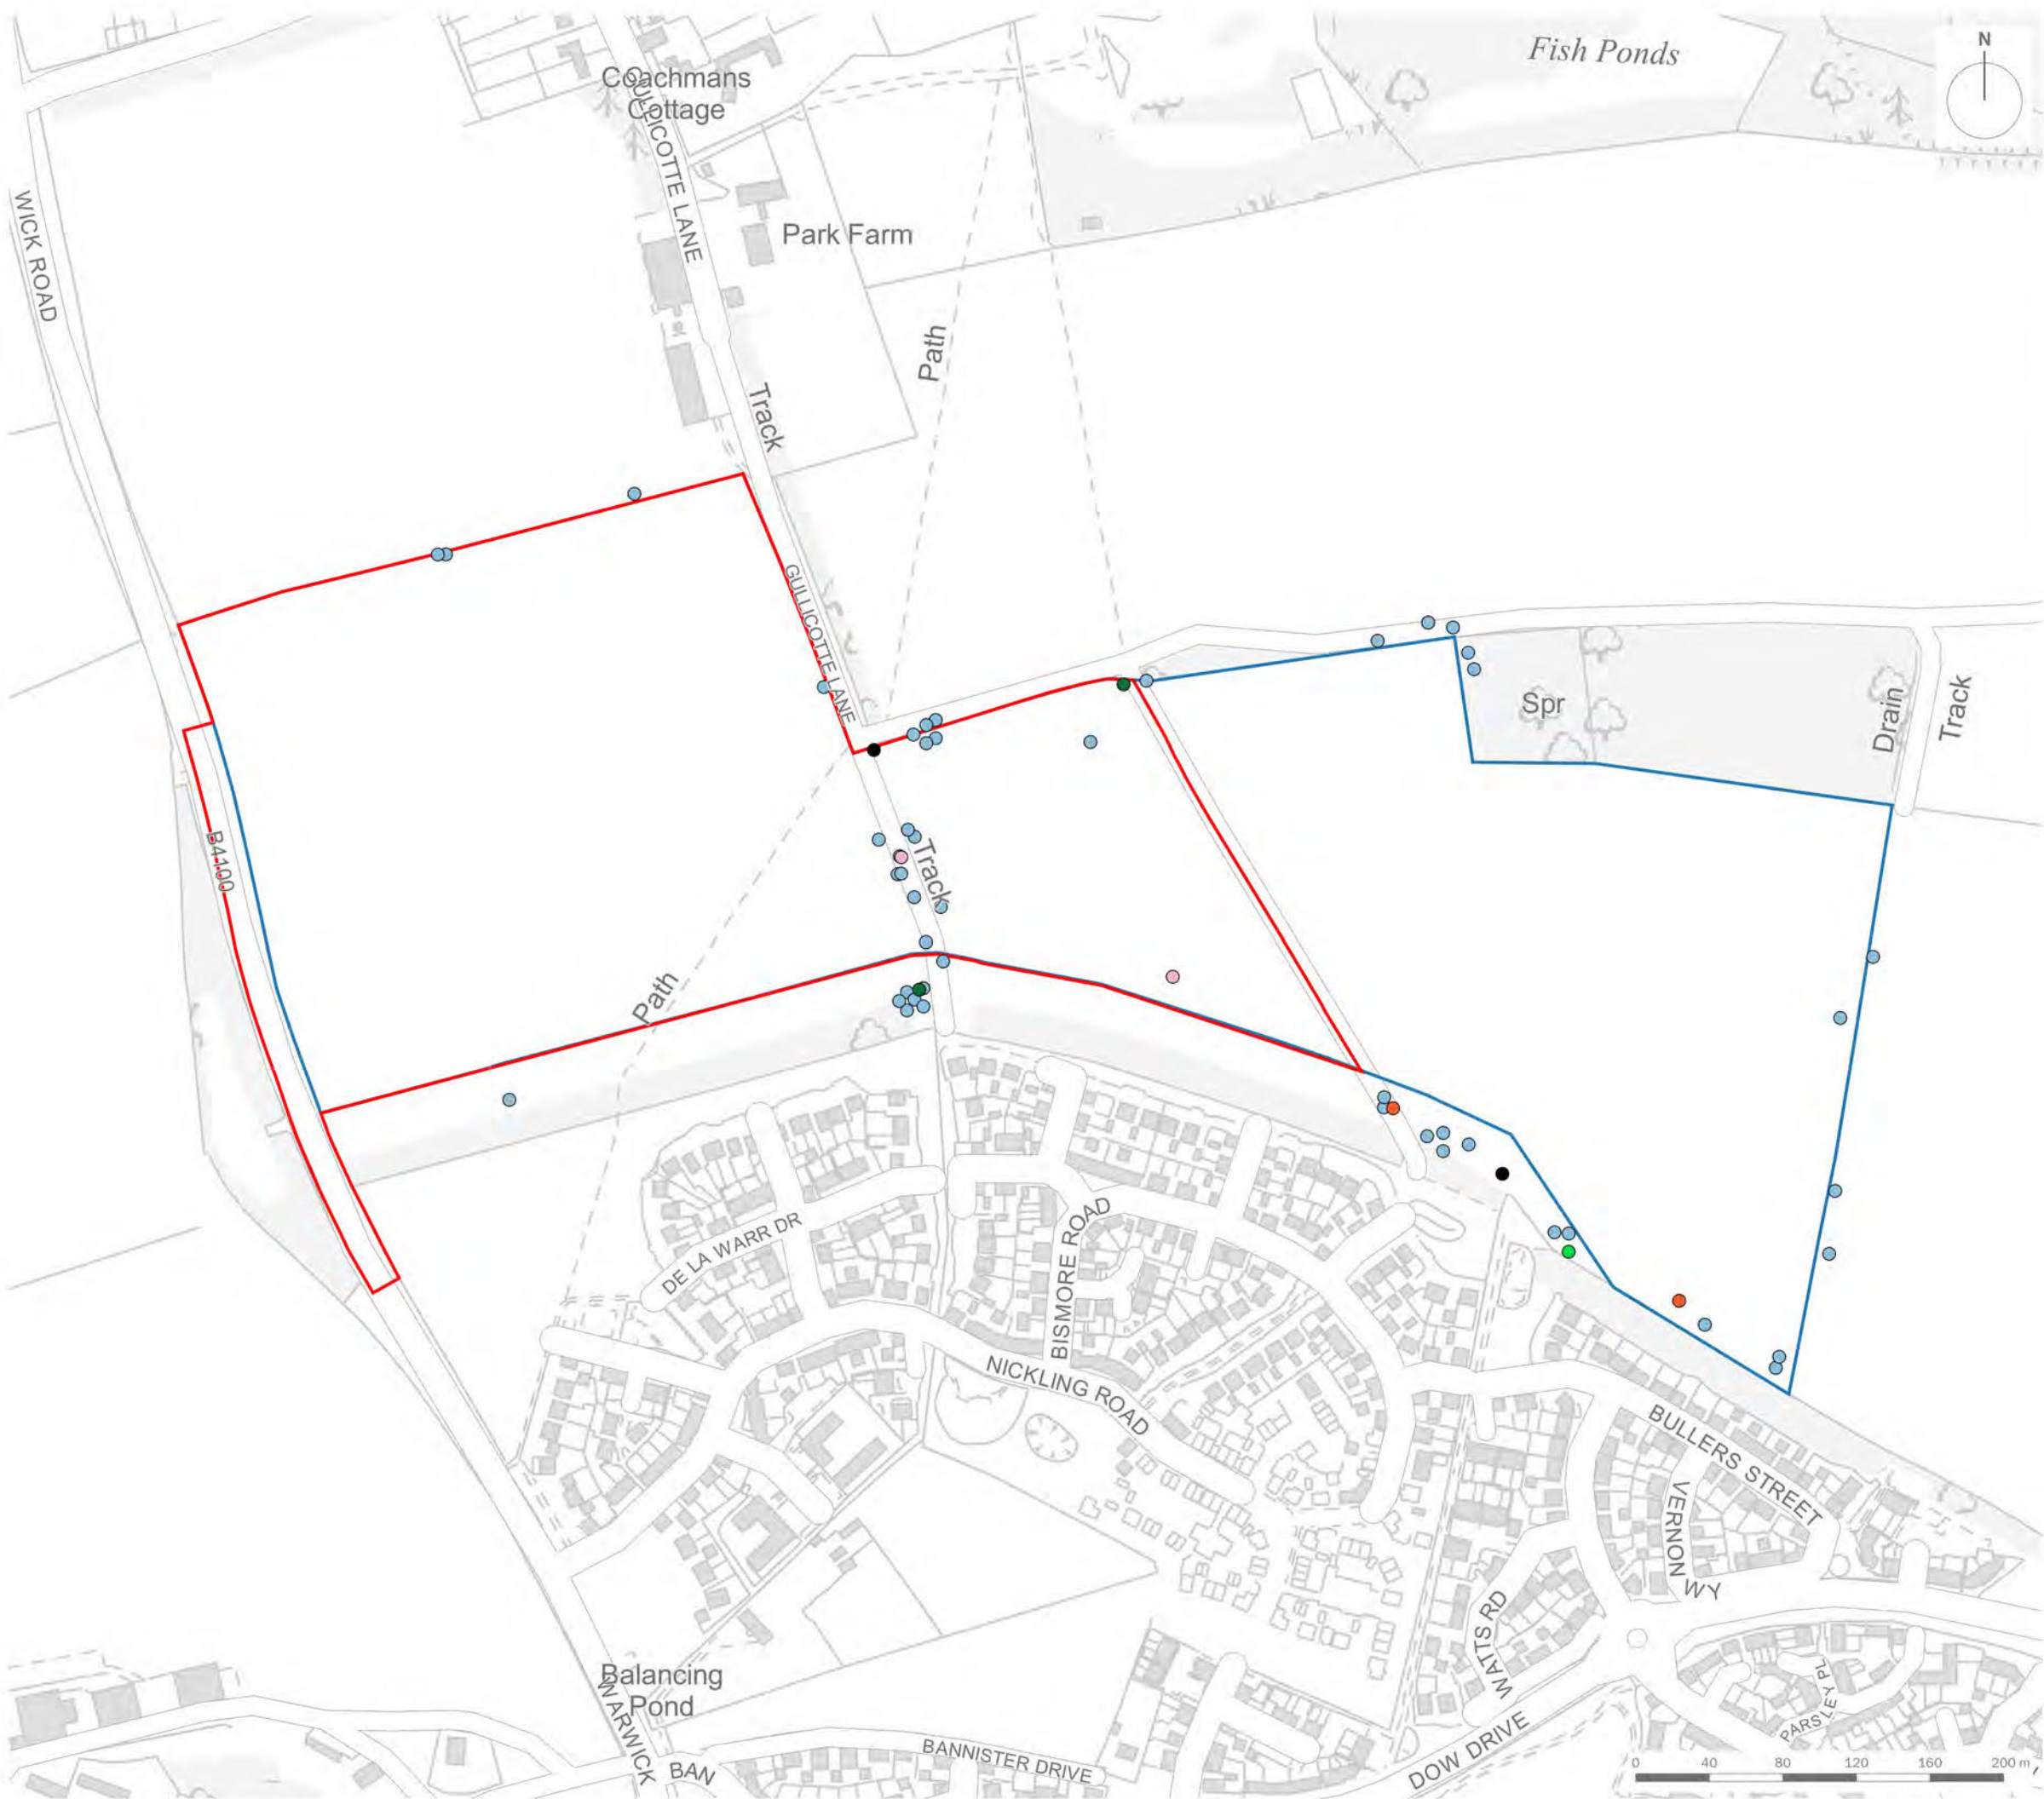 Fish Ponds
N
Coachmans
Cottage
GULLICOTTE LANE
WICK ROAD
Park Farm
Path
Track
GULLICOTTE LANE
Spr
Drain
Track
B4100
Track
Path
DE LA WARR DR
BISMORE ROAD
NICKLING ROAD
BULLERS STREET
VERNON WY
WATTS RD
PARSLEY PL
Balancing
Pond
WARWICK
BAN
BANNISTER DRIVE
DOW DRIVE
0 40 80 120 160 200 m